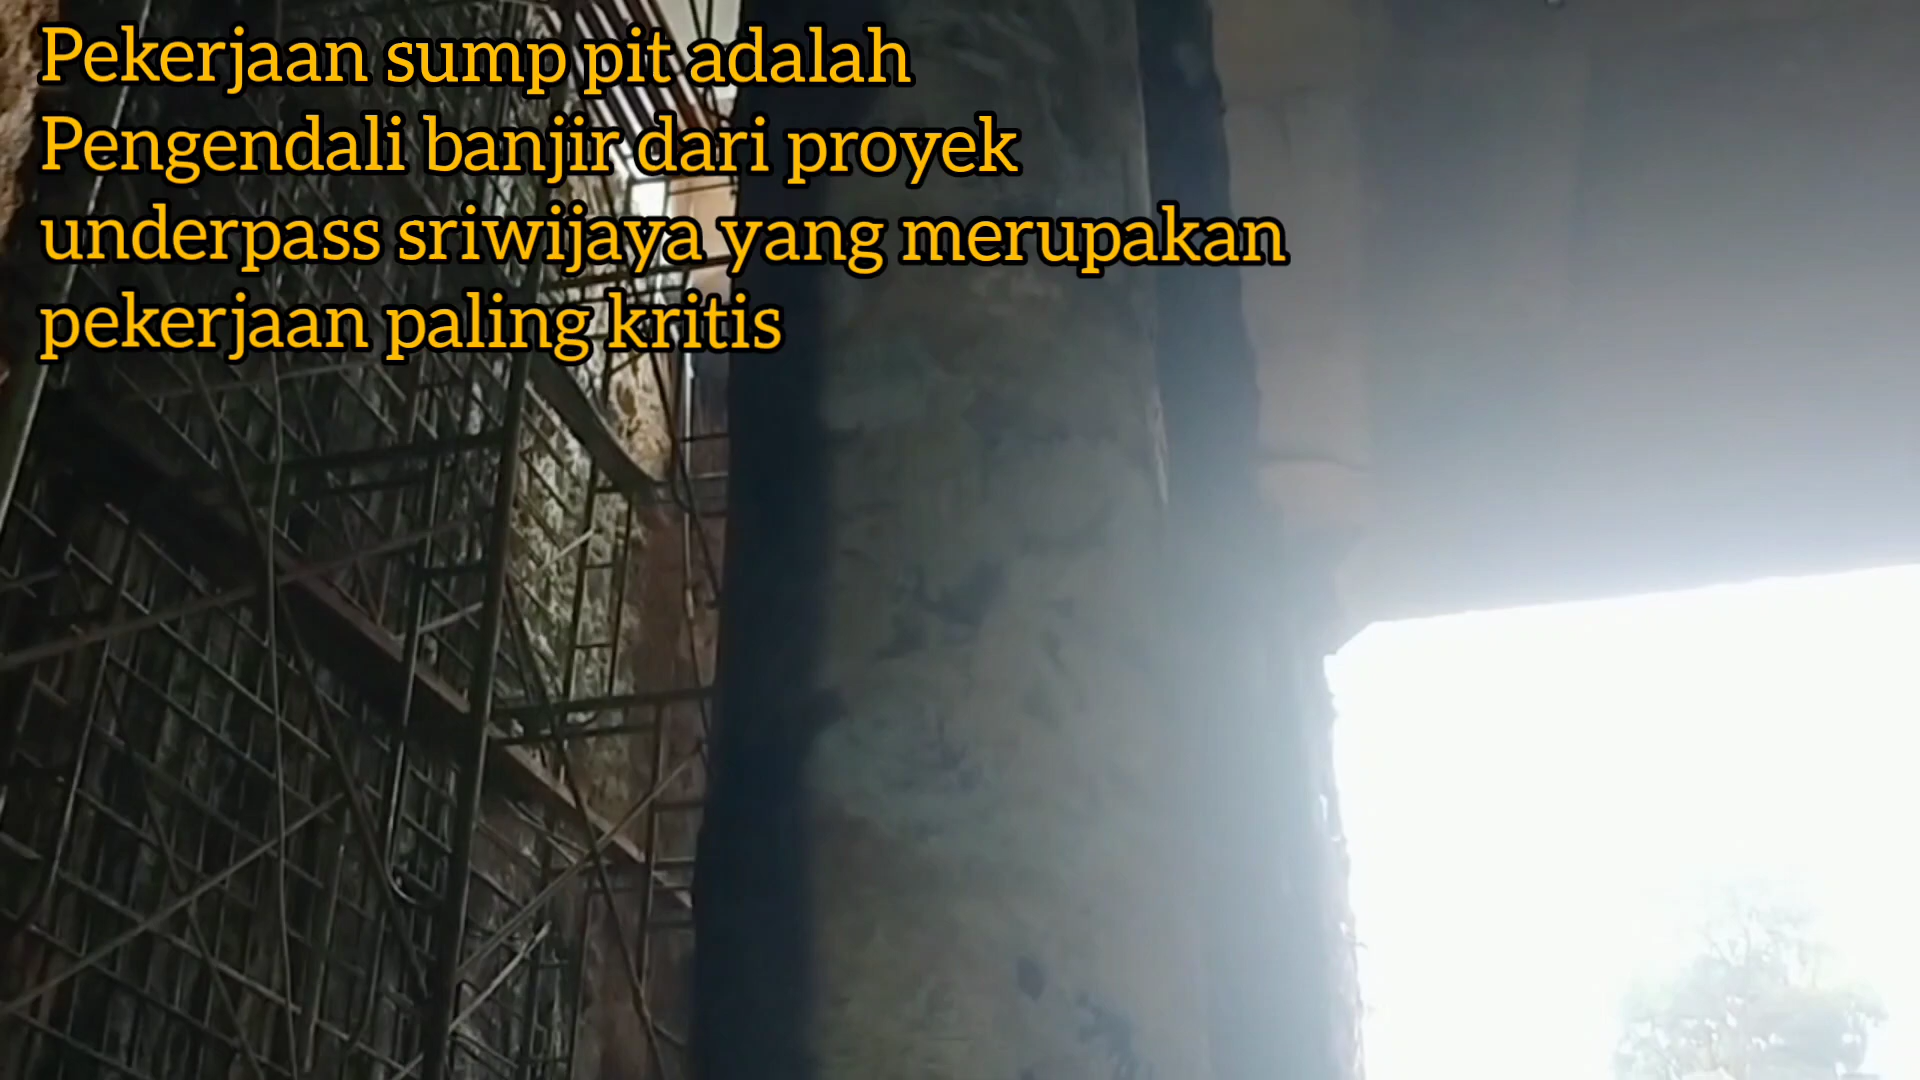 Pekerjaan sump pit adalah
Pengendali banjir dari proyek
underpass sriwijaya yang merupakan
pekerjaan paling kritis